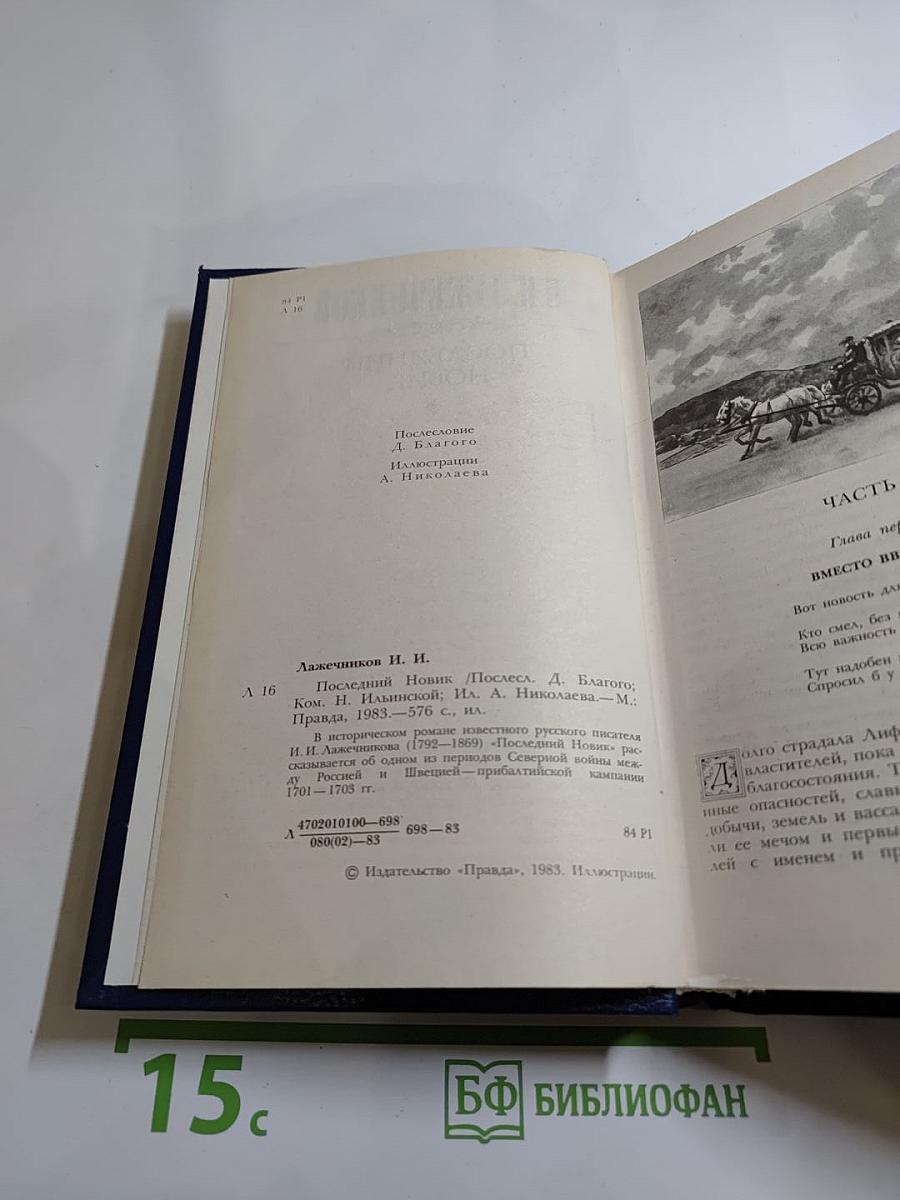 84 Р1
Л 16
Послесловие
Д. Благого
Иллюстрации
А. Николаева
Лажечников И. И.
Л 16
Последний Новик /Послесл. Д. Благого;
Ком. Н. Ильинской; Ил. А. Николаева.—М.:
Правда, 1983.—576 с., ил.
В историческом романе известного русского писателя
И. И. Лажечникова (1792—1869) «Последний Новик» рас-
сказывается об одном из периодов Северной войны меж-
ду Россией и Швецией—прибалтийской кампании
1701—1703 гг.
Л 4702010100—698 698—83
080(02)—83
84 Р1
© Издательство «Правда», 1983. Иллюстрации.
ЧАСТЬ
Глава пер
ВМЕСТО ВВ
Вот новость дл
Кто смел, без
Всю важность
Тут надобен
Спросил б у
Долго страдала Лиф
властителей, пока
благосостояния. Т
иные опасностей, слав
добычи, земель и васса
ли ее мечом и первы
лей с именем и пр
15 с
БФ БИБЛИОФАН